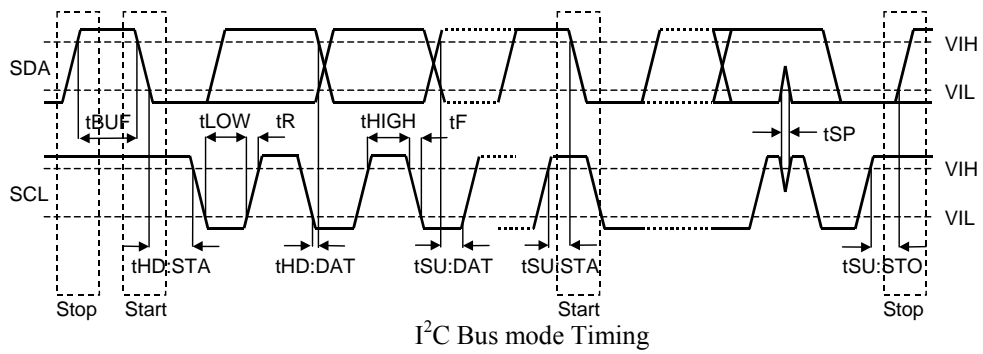 VIH
SDA
VIL
tBUF tLOW tR tHIGH tF
tSP
VIH
SCL
VIL
tHD:STA tHD:DAT tSU:DAT tSU:STA tSU:STO
Stop Start Start Stop
I²C Bus mode Timing